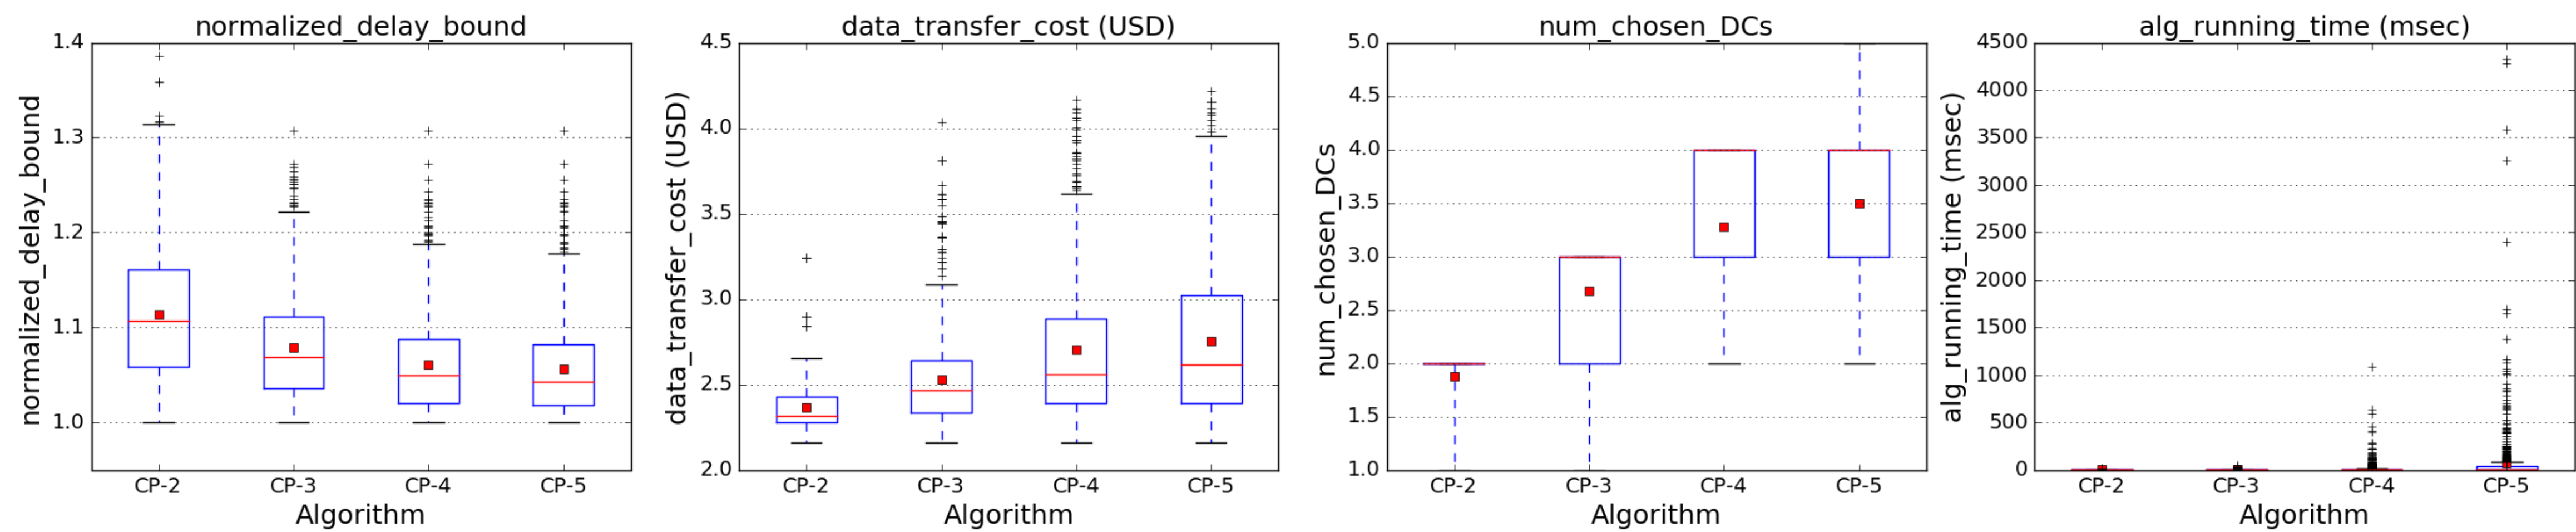 normalized_delay_bound
normalized_delay_bound
1.4
1.3
1.2
1.1
1.0
CP-2 CP-3 CP-4 CP-5
Algorithm
data_transfer_cost (USD)
data_transfer_cost (USD)
4.5
4.0
3.5
3.0
2.5
2.0
CP-2 CP-3 CP-4 CP-5
Algorithm
num_chosen_DCs
num_chosen_DCs
5.0
4.5
4.0
3.5
3.0
2.5
2.0
1.5
1.0
CP-2 CP-3 CP-4 CP-5
Algorithm
alg_running_time (msec)
alg_running_time (msec)
4500
4000
3500
3000
2500
2000
1500
1000
500
0
CP-2 CP-3 CP-4 CP-5
Algorithm